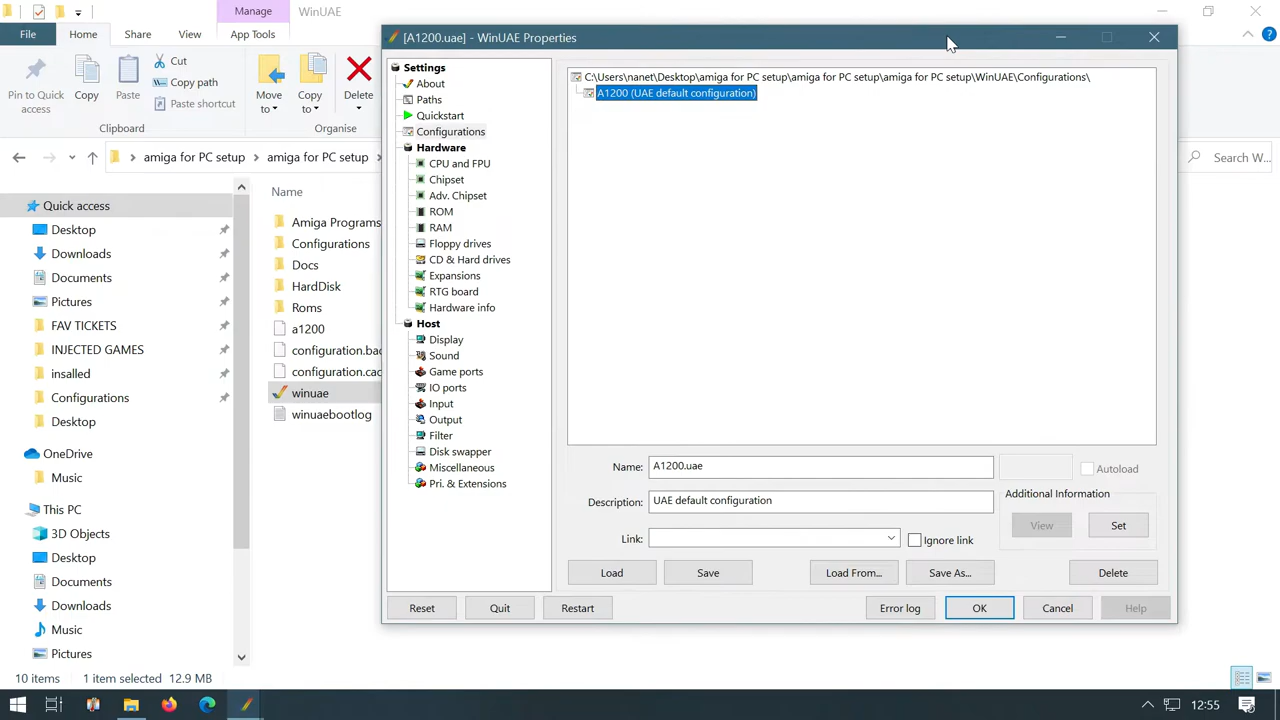 Manage
WinUAE
File
Home
Share
View
App Tools
Pin to Quick access
Copy
Paste
Cut
Copy path
Paste shortcut
Move to
Copy to
Delete
Clipboard
Organise
amiga for PC setup
amiga for PC setup
Search W...
Quick access
Desktop
Downloads
Documents
Pictures
FAV TICKETS
INJECTED GAMES
insalled
Configurations
Desktop
OneDrive
Music
This PC
3D Objects
Desktop
Documents
Downloads
Music
Pictures
Name
Amiga Programs
Configurations
Docs
HardDisk
Roms
a1200
configuration.bac
configuration.cac
winuae
winuaebootlog
10 items
1 item selected 12.9 MB
[A1200.uae] - WinUAE Properties
Settings
About
Paths
Quickstart
Configurations
Hardware
CPU and FPU
Chipset
Adv. Chipset
ROM
RAM
Floppy drives
CD & Hard drives
Expansions
RTG board
Hardware info
Host
Display
Sound
Game ports
IO ports
Input
Output
Filter
Disk swapper
Miscellaneous
Pri. & Extensions
C:\Users\nanet\Desktop\amiga for PC setup\amiga for PC setup\amiga for PC setup\WinUAE\Configurations\
A1200 (UAE default configuration)
Name: A1200.uae
Autoload
Description: UAE default configuration
Additional Information
View
Set
Link:
Ignore link
Load
Save
Load From...
Save As...
Delete
Reset
Quit
Restart
Error log
OK
Cancel
Help
12:55